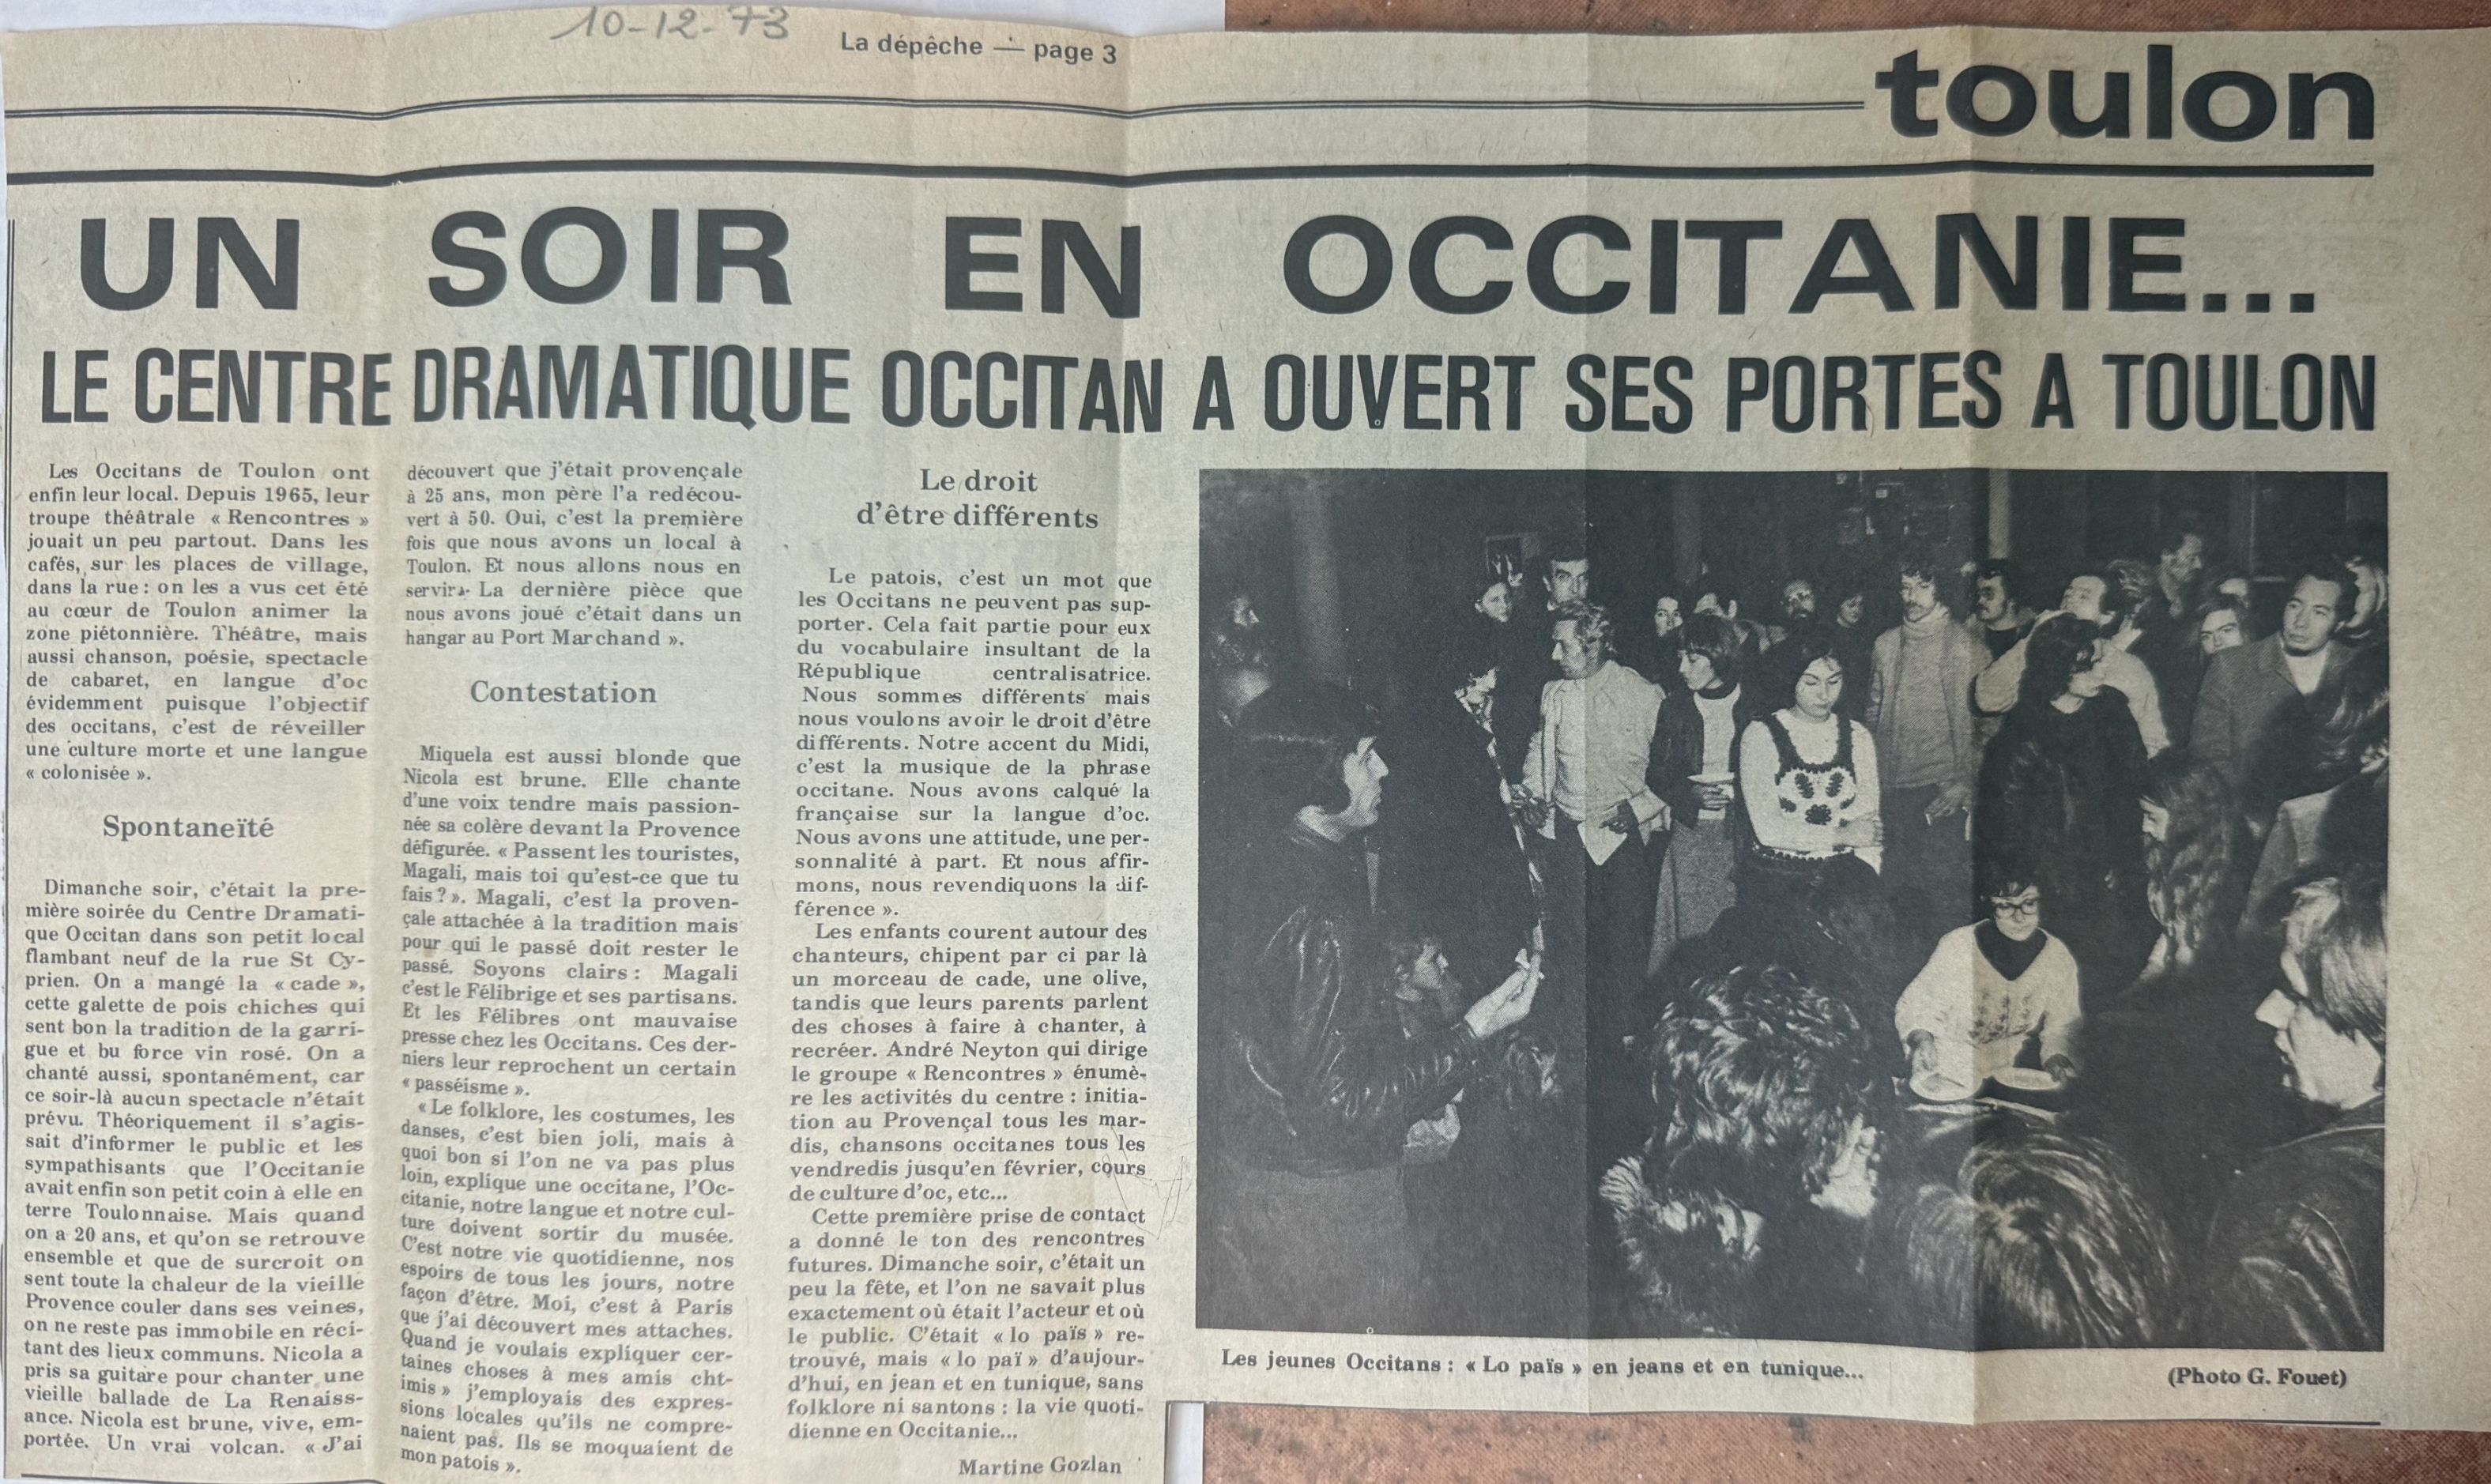 10-12-73
La dépêche — page 3
toulon
UN SOIR EN OCCITANIE...
LE CENTRE DRAMATIQUE OCCITAN A OUVERT SES PORTES A TOULON
Les Occitans de Toulon ont
enfin leur local. Depuis 1965, leur
troupe théâtrale « Rencontres »
jouait un peu partout. Dans les
cafés, sur les places de village,
dans la rue : on les a vus cet été
au cœur de Toulon animer la
zone piétonnière. Théâtre, mais
aussi chanson, poésie, spectacle
de cabaret, en langue d'oc
évidemment puisque l'objectif
des occitans, c'est de réveiller
une culture morte et une langue
« colonisée ».
Spontaneïté
Dimanche soir, c'était la pre-
mière soirée du Centre Dramati-
que Occitan dans son petit local
flambant neuf de la rue St Cy-
prien. On a mangé la « cade »,
cette galette de pois chiches qui
sent bon la tradition de la garri-
gue et bu force vin rosé. On a
chanté aussi, spontanément, car
ce soir-là aucun spectacle n'était
prévu. Théoriquement il s'agis-
sait d'informer le public et les
sympathisants que l'Occitanie
avait enfin son petit coin à elle en
terre Toulonnaise. Mais quand
on a 20 ans, et qu'on se retrouve
ensemble et que de surcroit on
sent toute la chaleur de la vieille
Provence couler dans ses veines,
on ne reste pas immobile en réci-
tant des lieux communs. Nicola a
pris sa guitare pour chanter une
vieille ballade de La Renaiss-
ance. Nicola est brune, vive, em-
portée. Un vrai volcan. « J'ai
découvert que j'était provençale
à 25 ans, mon père l'a redécou-
vert à 50. Oui, c'est la première
fois que nous avons un local à
Toulon. Et nous allons nous en
servir. La dernière pièce que
nous avons joué c'était dans un
hangar au Port Marchand ».
Contestation
Miquela est aussi blonde que
Nicola est brune. Elle chante
d'une voix tendre mais passion-
née sa colère devant la Provence
défigurée. « Passent les touristes,
Magali, mais toi qu'est-ce que tu
fais ? ». Magali, c'est la proven-
çale attachée à la tradition mais
pour qui le passé doit rester le
passé. Soyons clairs : Magali
c'est le Félibrige et ses partisans.
Et les Félibres ont mauvaise
presse chez les Occitans. Ces der-
niers leur reprochent un certain
« passéisme ».
« Le folklore, les costumes, les
danses, c'est bien joli, mais à
quoi bon si l'on ne va pas plus
loin, explique une occitane, l'Oc-
citanie, notre langue et notre cul-
ture doivent sortir du musée.
C'est notre vie quotidienne, nos
espoirs de tous les jours, notre
façon d'être. Moi, c'est à Paris
que j'ai découvert mes attaches.
Quand je voulais expliquer cer-
taines choses à mes amis cht-
imis » j'employais des expres-
sions locales qu'ils ne compre-
naient pas. Ils se moquaient de
mon patois ».
Le droit
d'être différents
Le patois, c'est un mot que
les Occitans ne peuvent pas sup-
porter. Cela fait partie pour eux
du vocabulaire insultant de la
République centralisatrice.
Nous sommes différents mais
nous voulons avoir le droit d'être
différents. Notre accent du Midi,
c'est la musique de la phrase
occitane. Nous avons calqué la
française sur la langue d'oc.
Nous avons une attitude, une per-
sonnalité à part. Et nous affir-
mons, nous revendiquons la dif-
férence ».
Les enfants courent autour des
chanteurs, chipent par ci par là
un morceau de cade, une olive,
tandis que leurs parents parlent
des choses à faire à chanter, à
recréer. André Neyton qui dirige
le groupe « Rencontres » énumè-
re les activités du centre : initia-
tion au Provençal tous les mar-
dis, chansons occitanes tous les
vendredis jusqu'en février, cours
de culture d'oc, etc...
Cette première prise de contact
a donné le ton des rencontres
futures. Dimanche soir, c'était un
peu la fête, et l'on ne savait plus
exactement où était l'acteur et où
le public. C'était « lo païs » re-
trouvé, mais « lo paï » d'aujour-
d'hui, en jean et en tunique, sans
folklore ni santons : la vie quoti-
dienne en Occitanie...
Martine Gozlan
Les jeunes Occitans : « Lo païs » en jeans et en tunique...
(Photo G. Fouet)